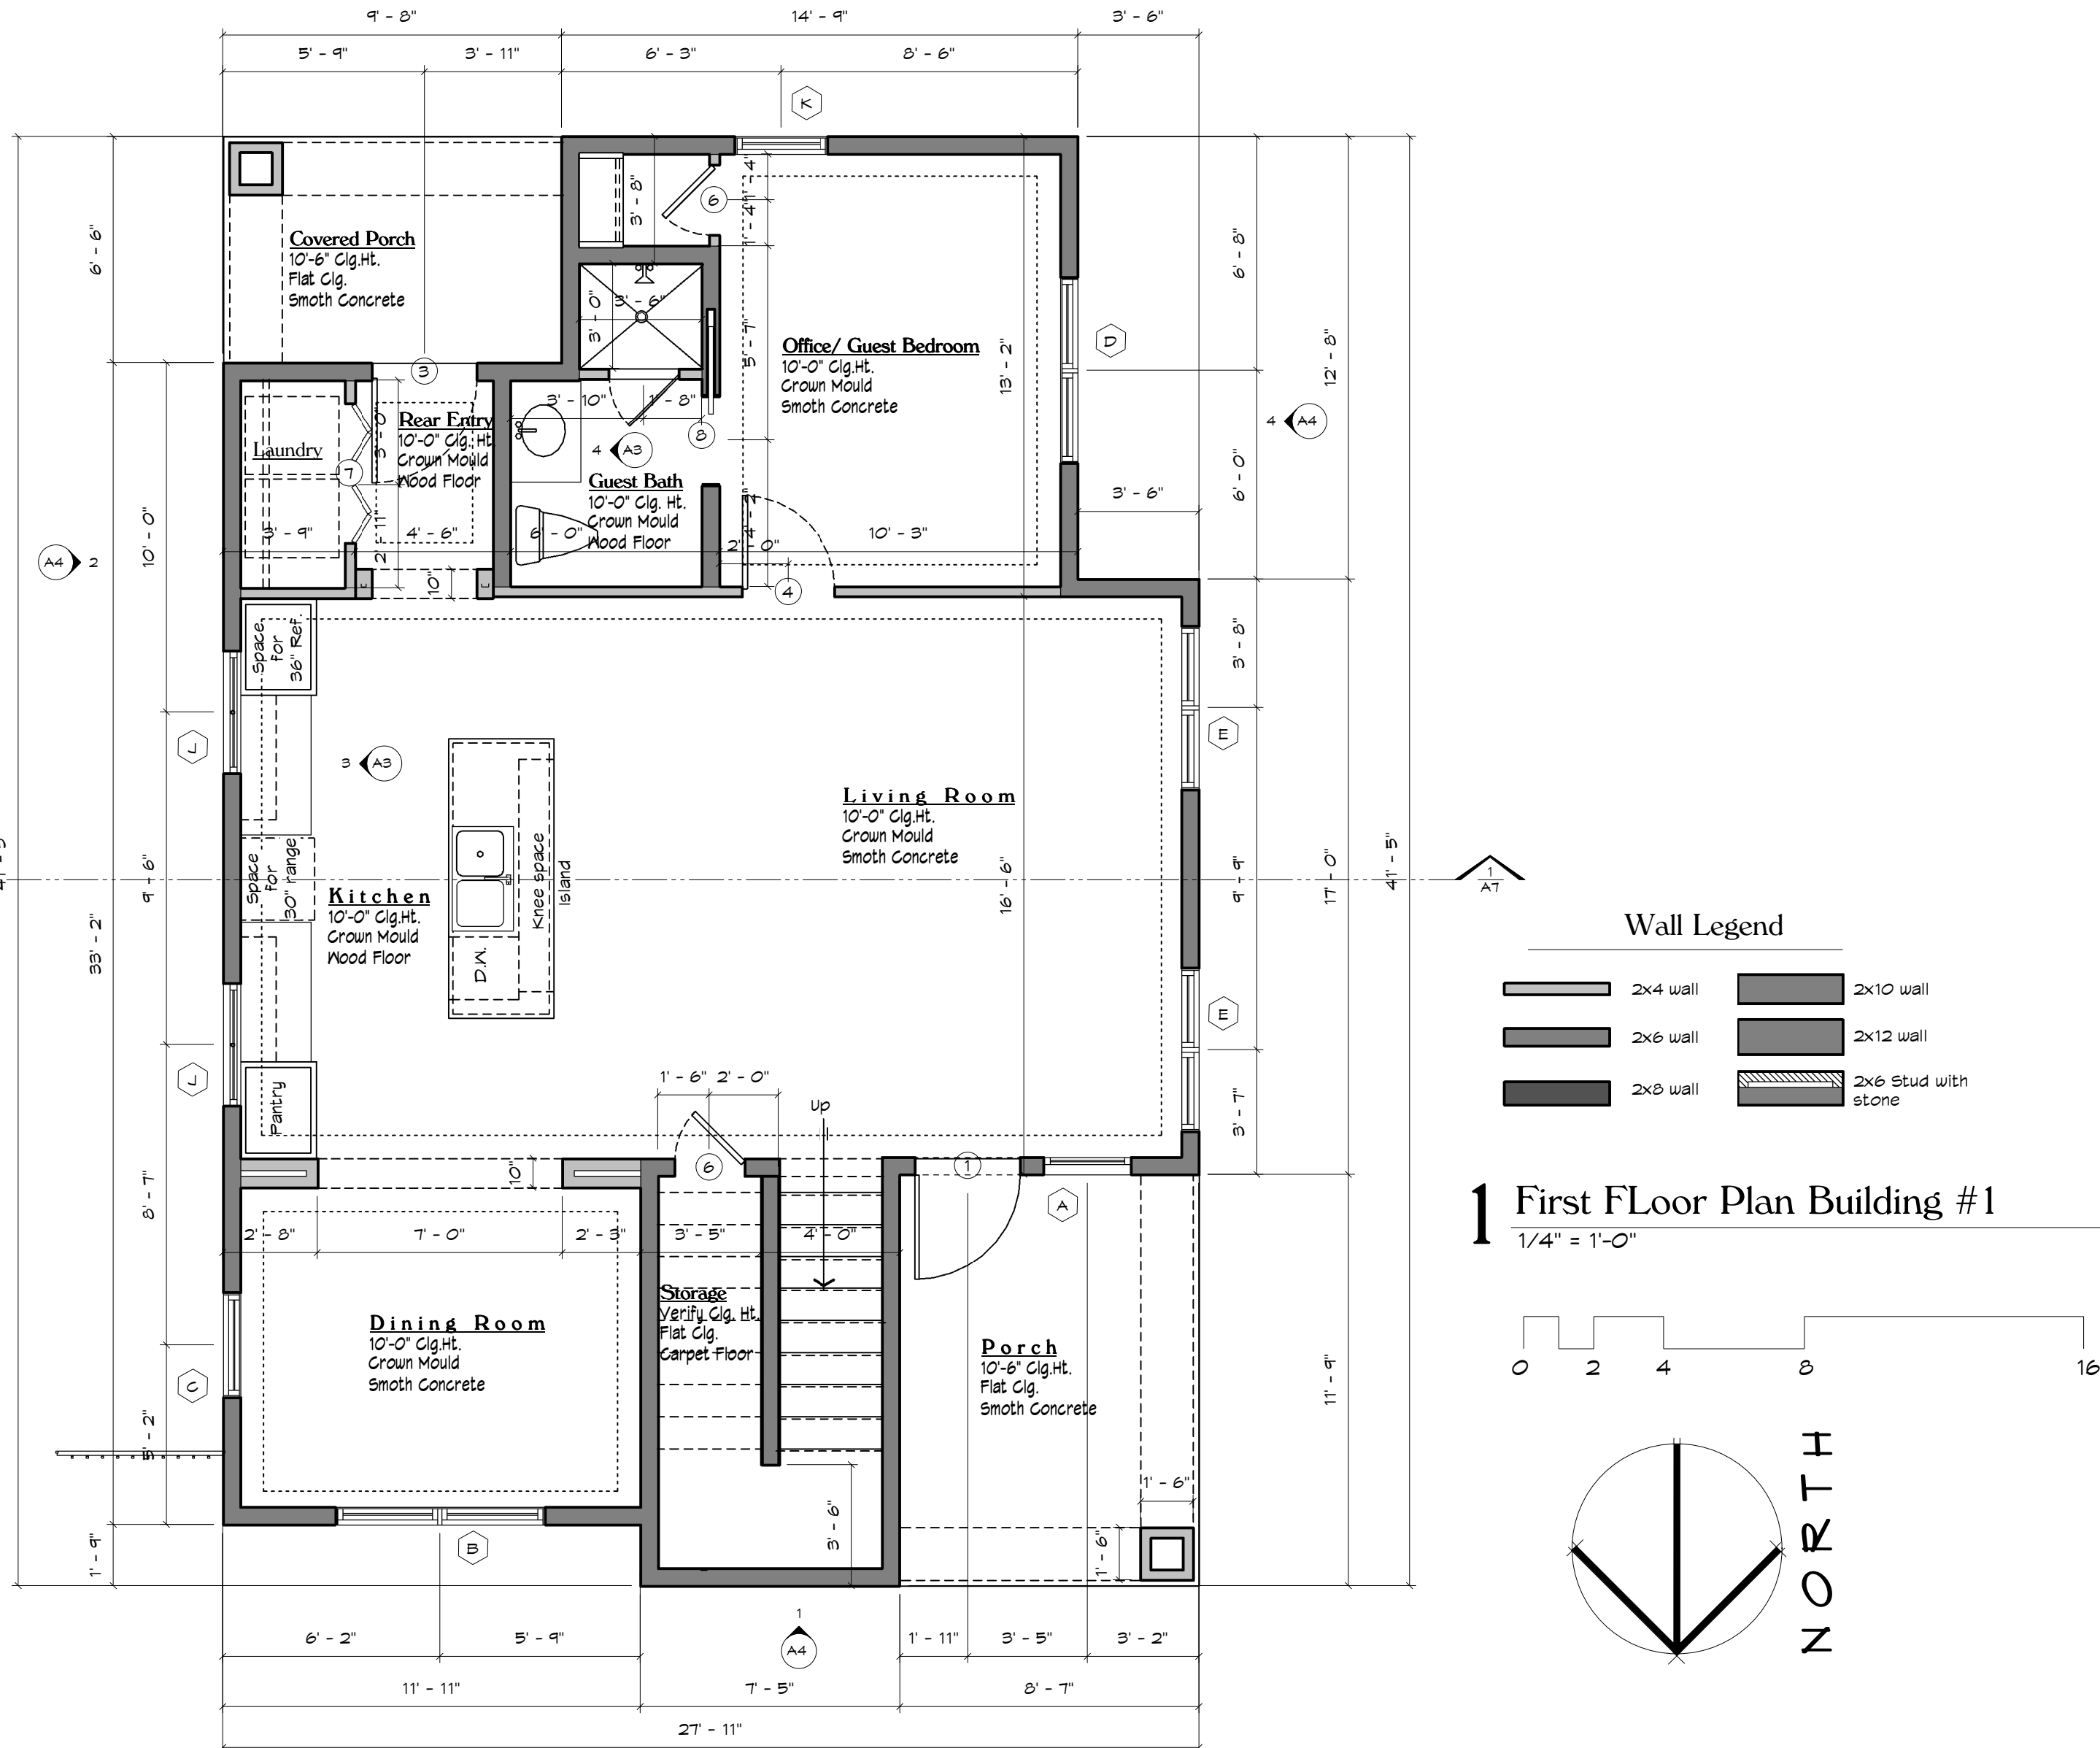 9' - 8"
14' - 9"
3' - 6"
5' - 9"
3' - 11"
6' - 3"
8' - 6"
K
Covered Porch
10'-6" Clg.Ht.
Flat Clg.
Smoth Concrete
6' - 6"
3' - 8"
6
1' - 4"
3' - 0"
3' - 6"
5' - 7"
Office/ Guest Bedroom
10'-0" Clg.Ht.
Crown Mould
Smoth Concrete
13' - 2"
D
6' - 8"
12' - 8"
4
A4
6' - 0"
3' - 6"
3
Rear Entry
10'-0" Clg. Ht.
Crown Mould
Wood Floor
Laundry
7
3' - 0"
2' - 11"
3' - 9"
4' - 6"
10"
3' - 10"
1' - 8"
8
4
A3
Guest Bath
10'-0" Clg. Ht.
Crown Mould
Wood Floor
6' - 0"
2' - 0"
10' - 3"
4
A4
2
10' - 0"
Space
for
36" Ref.
3' - 8"
L
3
A3
E
Living Room
10'-0" Clg.Ht.
Crown Mould
Smoth Concrete
16' - 6"
Space
for
30" range
Kitchen
10'-0" Clg.Ht.
Crown Mould
Wood Floor
Knee space
Island
D.W.
9' - 6"
33' - 2"
9' - 9"
17' - 0"
41' - 5"
1
A7
L
E
3' - 7"
Pantry
1' - 6"
2' - 0"
Up
6
1
A
10"
8' - 7"
2' - 8"
7' - 0"
2' - 3"
3' - 5"
4' - 0"
Storage
Verify Clg. Ht.
Flat Clg.
Carpet Floor
Dining Room
10'-0" Clg.Ht.
Crown Mould
Smoth Concrete
Porch
10'-6" Clg.Ht.
Flat Clg.
Smoth Concrete
C
5' - 2"
11' - 9"
1' - 6"
3' - 6"
1' - 6"
1' - 9"
B
1
A4
6' - 2"
5' - 9"
1' - 11"
3' - 5"
3' - 2"
11' - 11"
7' - 5"
8' - 7"
27' - 11"
Wall Legend
2x4 wall
2x10 wall
2x6 wall
2x12 wall
2x8 wall
2x6 Stud with
stone
1 First FLoor Plan Building #1
1/4" = 1'-0"
0 2 4 8 16
NORTH